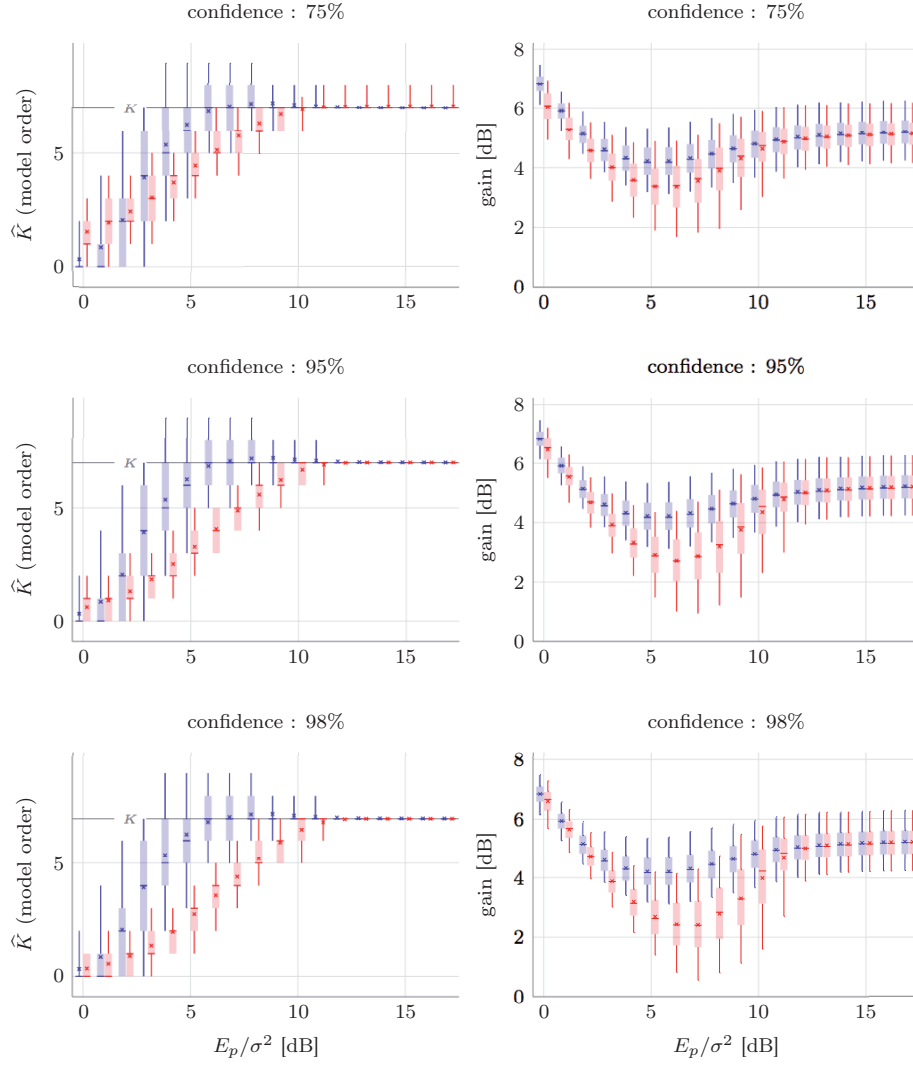 confidence : 75%
confidence : 75%
K̂ (model order)
5
0
K
0
5
10
15
gain [dB]
8
6
4
2
0
0
5
10
15
confidence : 95%
confidence : 95%
K̂ (model order)
5
0
K
0
5
10
15
gain [dB]
8
6
4
2
0
0
5
10
15
confidence : 98%
confidence : 98%
K̂ (model order)
5
0
K
0
5
10
15
E_p/σ² [dB]
gain [dB]
8
6
4
2
0
0
5
10
15
E_p/σ² [dB]